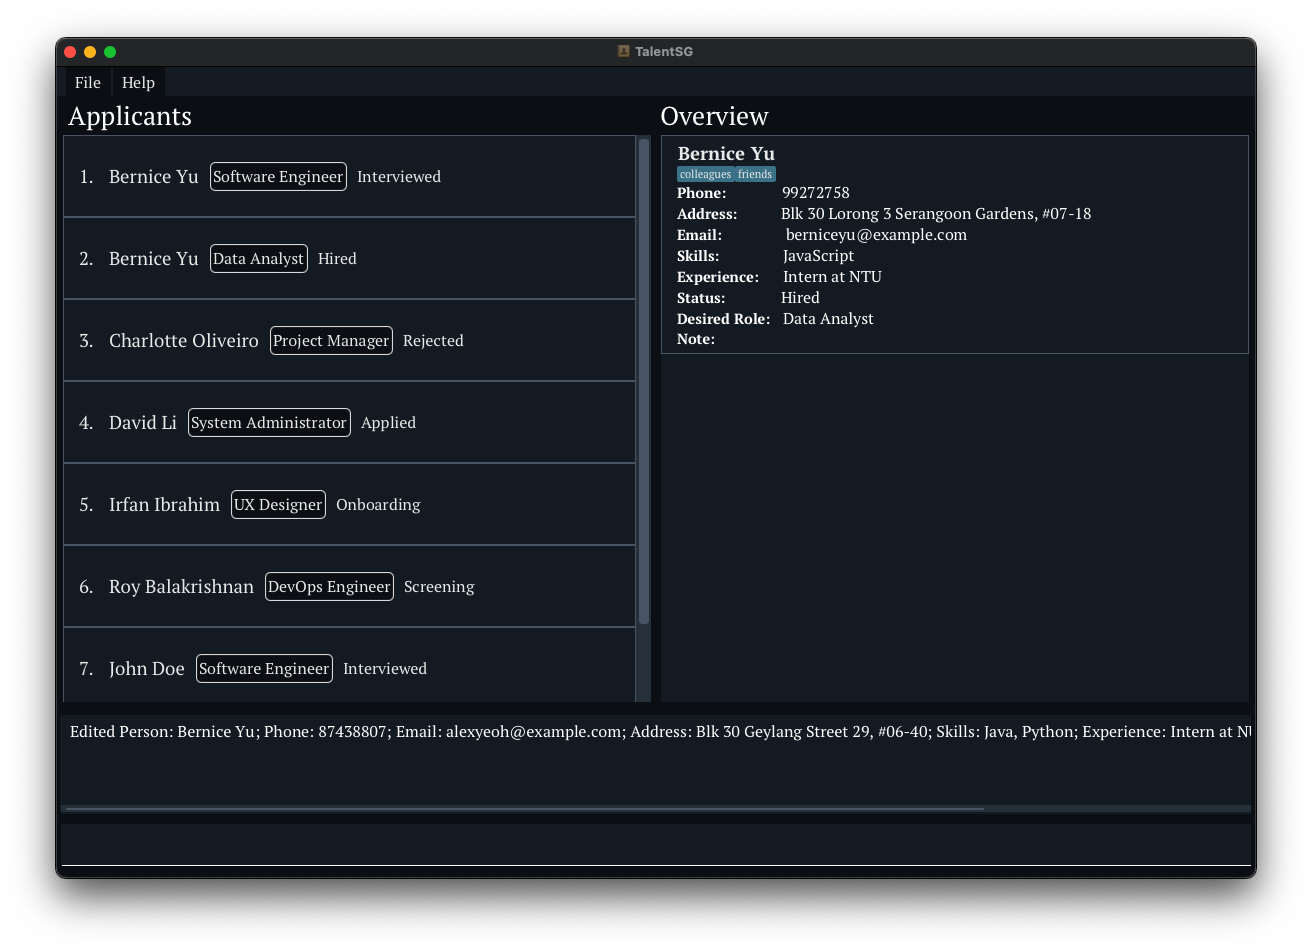 TalentSG
File Help
Applicants
1. Bernice Yu Software Engineer Interviewed
2. Bernice Yu Data Analyst Hired
3. Charlotte Oliveiro Project Manager Rejected
4. David Li System Administrator Applied
5. Irfan Ibrahim UX Designer Onboarding
6. Roy Balakrishnan DevOps Engineer Screening
7. John Doe Software Engineer Interviewed
Overview
Bernice Yu
colleagues friends
Phone: 99272758
Address: Blk 30 Lorong 3 Serangoon Gardens, #07-18
Email: berniceyu@example.com
Skills: JavaScript
Experience: Intern at NTU
Status: Hired
Desired Role: Data Analyst
Note:
Edited Person: Bernice Yu; Phone: 87438807; Email: alexyeoh@example.com; Address: Blk 30 Geylang Street 29, #06-40; Skills: Java, Python; Experience: Intern at